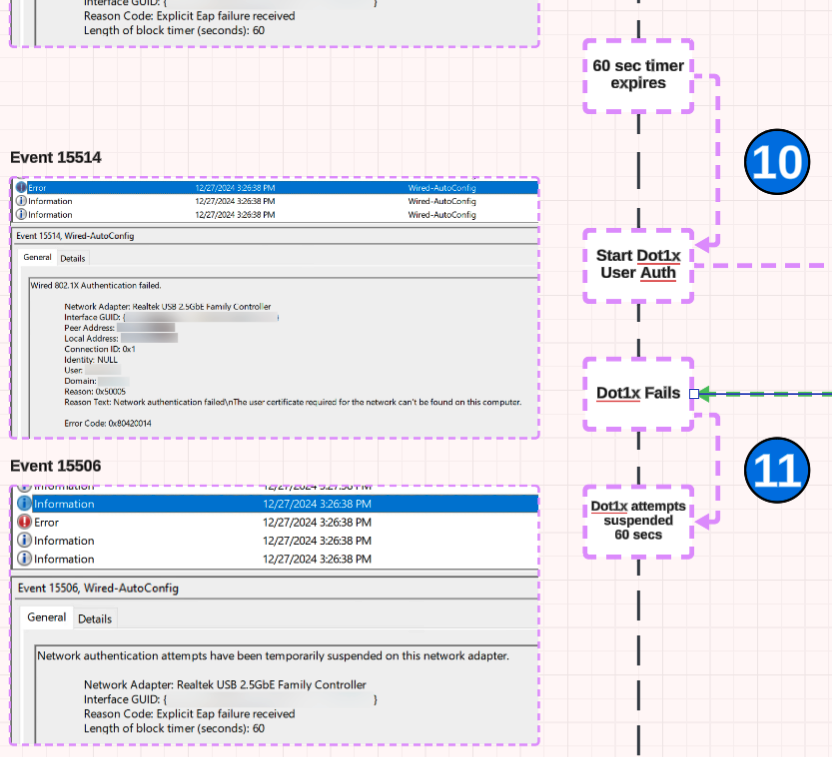 Interface GUID: { }
Reason Code: Explicit Eap failure received
Length of block timer (seconds): 60
60 sec timer
expires
10
Event 15514
Error 12/27/2024 3:26:38 PM Wired-AutoConfig
Information 12/27/2024 3:26:38 PM Wired-AutoConfig
Information 12/27/2024 3:26:38 PM Wired-AutoConfig
Event 15514, Wired-AutoConfig
General Details
Wired 802.1X Authentication failed.
Network Adapter: Realtek USB 2.5GbE Family Controller
Interface GUID: { }
Peer Address:
Local Address:
Connection ID: 0x1
Identity: NULL
User:
Domain:
Reason: 0x50005
Reason Text: Network authentication failed\nThe user certificate required for the network can't be found on this computer.
Error Code: 0x80420014
Start Dot1x
User Auth
Dot1x Fails
Event 15506
Information 12/27/2024 3:27:38 PM
Information 12/27/2024 3:26:38 PM
Error 12/27/2024 3:26:38 PM
Information 12/27/2024 3:26:38 PM
Information 12/27/2024 3:26:38 PM
Event 15506, Wired-AutoConfig
General Details
Network authentication attempts have been temporarily suspended on this network adapter.
Network Adapter: Realtek USB 2.5GbE Family Controller
Interface GUID: { }
Reason Code: Explicit Eap failure received
Length of block timer (seconds): 60
11
Dot1x attempts
suspended
60 secs